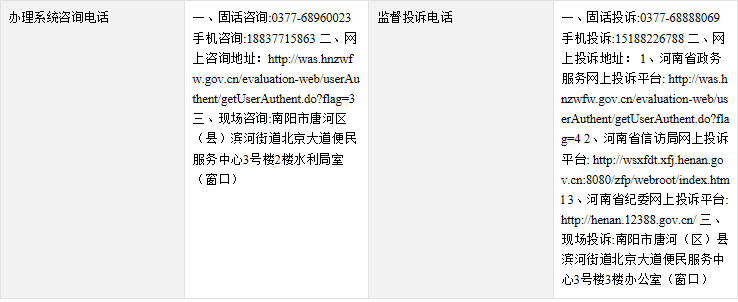 办理系统咨询电话
一、固话咨询:0377-68960023
手机咨询:18837715863 二、网
上咨询地址：http://was.hnzwf
w.gov.cn/evaluation-web/userAu
thent/getUserAuthent.do?flag=3
三、现场咨询:南阳市唐河区
（县）滨河街道北京大道便民
服务中心3号楼2楼水利局室
（窗口）
监督投诉电话
一、固话投诉:0377-68888069
手机投诉:15188226788 二、网
上投诉地址： 1、河南省政务
服务网上投诉平台: http://was.h
nzwfw.gov.cn/evaluation-web/us
erAuthent/getUserAuthent.do?fla
g=4 2、河南省信访局网上投诉
平台: http://wsxfdt.xfj.henan.go
v.cn:8080/zfp/webroot/index.htm
l 3、河南省纪委网上投诉平台:
http://henan.12388.gov.cn/ 三、
现场投诉:南阳市唐河（区）县
滨河街道北京大道便民服务中
心3号楼3楼办公室（窗口）